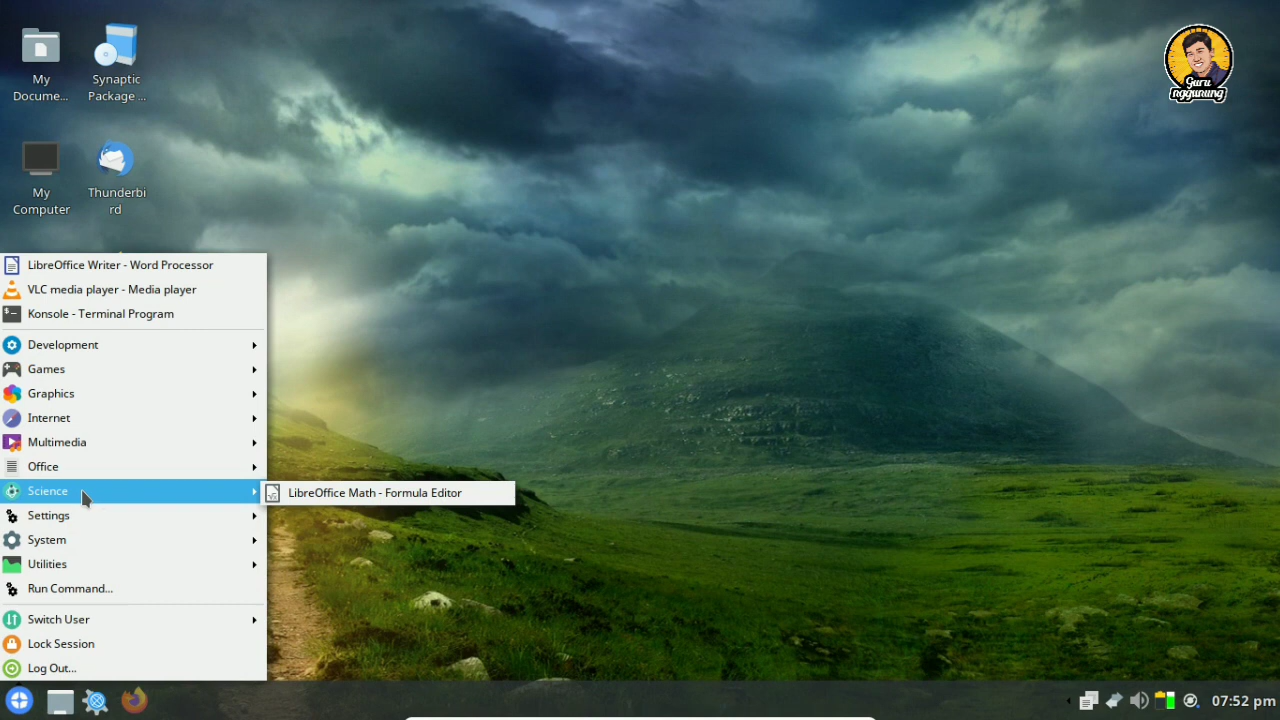 My
Docume...
Synaptic
Package ...
My
Computer
Thunderbi
rd
Guru
nggunung
LibreOffice Writer - Word Processor
VLC media player - Media player
Konsole - Terminal Program
Development
Games
Graphics
Internet
Multimedia
Office
Science
LibreOffice Math - Formula Editor
Settings
System
Utilities
Run Command...
Switch User
Lock Session
Log Out...
07:52 pm